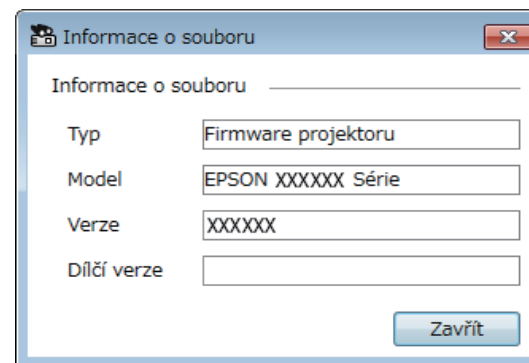 Informace o souboru
Informace o souboru
Typ Firmware projektoru
Model EPSON XXXXXX Série
Verze XXXXXX
Dílčí verze
Zavřít